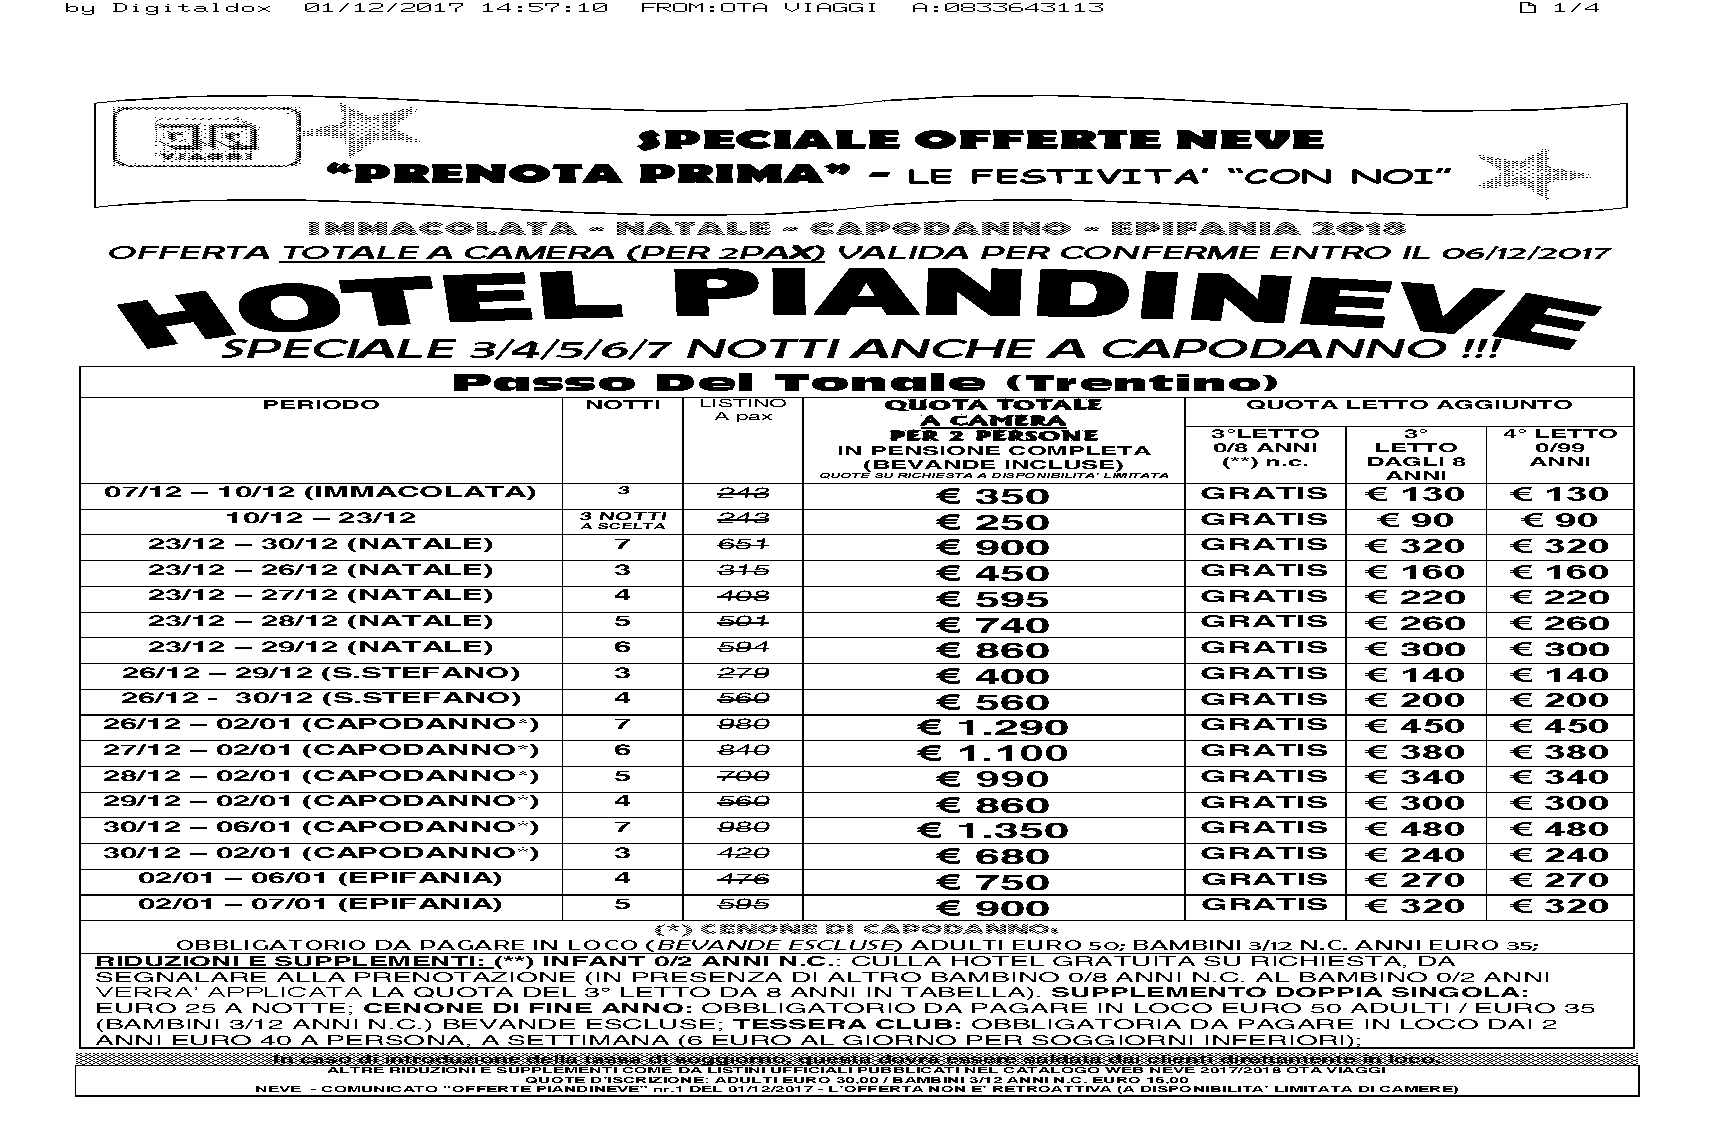 by Digitaldox 01/12/2017 14:57:10 FROM:OTA VIAGGI A:0833643113 1/4
VIAGGI
SPECIALE OFFERTE NEVE
“PRENOTA PRIMA” – LE FESTIVITA’ “CON NOI”
IMMACOLATA - NATALE - CAPODANNO - EPIFANIA 2018
OFFERTA TOTALE A CAMERA (PER 2PAX) VALIDA PER CONFERME ENTRO IL 06/12/2017
HOTEL PIANDINEVE
SPECIALE 3/4/5/6/7 NOTTI ANCHE A CAPODANNO !!!
Passo Del Tonale (Trentino)
PERIODO NOTTI LISTINO A pax QUOTA TOTALE A CAMERA PER 2 PERSONE IN PENSIONE COMPLETA (BEVANDE INCLUSE) QUOTE SU RICHIESTA A DISPONIBILITA’ LIMITATA QUOTA LETTO AGGIUNTO
3°LETTO 0/8 ANNI (**) n.c. 3° LETTO DAGLI 8 ANNI 4° LETTO 0/99 ANNI
07/12 – 10/12 (IMMACOLATA) 3 243 € 350 GRATIS € 130 € 130
10/12 – 23/12 3 NOTTI A SCELTA 243 € 250 GRATIS € 90 € 90
23/12 – 30/12 (NATALE) 7 651 € 900 GRATIS € 320 € 320
23/12 – 26/12 (NATALE) 3 315 € 450 GRATIS € 160 € 160
23/12 – 27/12 (NATALE) 4 408 € 595 GRATIS € 220 € 220
23/12 – 28/12 (NATALE) 5 501 € 740 GRATIS € 260 € 260
23/12 – 29/12 (NATALE) 6 594 € 860 GRATIS € 300 € 300
26/12 – 29/12 (S.STEFANO) 3 279 € 400 GRATIS € 140 € 140
26/12 - 30/12 (S.STEFANO) 4 560 € 560 GRATIS € 200 € 200
26/12 – 02/01 (CAPODANNO*) 7 980 € 1.290 GRATIS € 450 € 450
27/12 – 02/01 (CAPODANNO*) 6 840 € 1.100 GRATIS € 380 € 380
28/12 – 02/01 (CAPODANNO*) 5 700 € 990 GRATIS € 340 € 340
29/12 – 02/01 (CAPODANNO*) 4 560 € 860 GRATIS € 300 € 300
30/12 – 06/01 (CAPODANNO*) 7 980 € 1.350 GRATIS € 480 € 480
30/12 – 02/01 (CAPODANNO*) 3 420 € 680 GRATIS € 240 € 240
02/01 – 06/01 (EPIFANIA) 4 476 € 750 GRATIS € 270 € 270
02/01 – 07/01 (EPIFANIA) 5 595 € 900 GRATIS € 320 € 320
(*) CENONE DI CAPODANNO:
OBBLIGATORIO DA PAGARE IN LOCO (BEVANDE ESCLUSE) ADULTI EURO 50; BAMBINI 3/12 N.C. ANNI EURO 35;
RIDUZIONI E SUPPLEMENTI: (**) INFANT 0/2 ANNI N.C.: CULLA HOTEL GRATUITA SU RICHIESTA, DA
SEGNALARE ALLA PRENOTAZIONE (IN PRESENZA DI ALTRO BAMBINO 0/8 ANNI N.C. AL BAMBINO 0/2 ANNI
VERRA’ APPLICATA LA QUOTA DEL 3° LETTO DA 8 ANNI IN TABELLA). SUPPLEMENTO DOPPIA SINGOLA:
EURO 25 A NOTTE; CENONE DI FINE ANNO: OBBLIGATORIO DA PAGARE IN LOCO EURO 50 ADULTI / EURO 35
(BAMBINI 3/12 ANNI N.C.) BEVANDE ESCLUSE; TESSERA CLUB: OBBLIGATORIA DA PAGARE IN LOCO DAI 2
ANNI EURO 40 A PERSONA, A SETTIMANA (6 EURO AL GIORNO PER SOGGIORNI INFERIORI);
In caso di introduzione della tassa di soggiorno, questa dovrà essere saldata dai clienti direttamente in loco.
ALTRE RIDUZIONI E SUPPLEMENTI COME DA LISTINI UFFICIALI PUBBLICATI NEL CATALOGO WEB NEVE 2017/2018 OTA VIAGGI
QUOTE D’ISCRIZIONE: ADULTI EURO 30,00 / BAMBINI 3/12 ANNI N.C. EURO 15,00
NEVE - COMUNICATO “OFFERTE PIANDINEVE” nr.1 DEL 01/12/2017 - L’OFFERTA NON E’ RETROATTIVA (A DISPONIBILITA’ LIMITATA DI CAMERE)